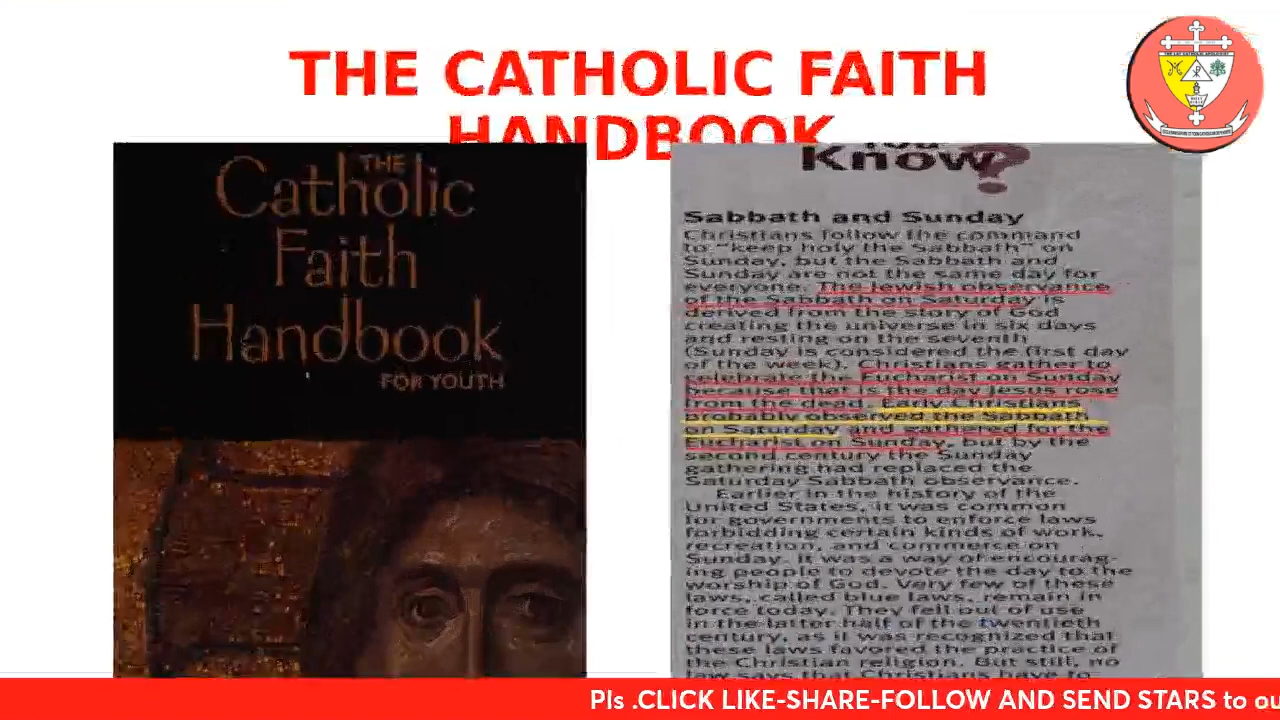 THE CATHOLIC FAITH
HANDBOOK
THE
Catholic
Faith
Handbook
FOR YOUTH
You
Know?
Sabbath and Sunday
Christians follow the command
to "keep holy the Sabbath" on
Sunday, but the Sabbath and
Sunday are not the same day for
everyone. The Jewish observance
of the Sabbath on Saturday is
derived from the story of God
creating the universe in six days
and resting on the seventh
(Sunday is considered the first day
of the week). Christians gather to
celebrate the Eucharist on Sunday
because that is the day Jesus rose
from the dead. Early Christians
probably observed the Sabbath
on Saturday and gathered for the
Eucharist on Sunday, but by the
second century the Sunday
gathering had replaced the
Saturday Sabbath observance.
Earlier in the history of the
United States, it was common
for governments to enforce laws
forbidding certain kinds of work,
recreation, and commerce on
Sunday. It was a way of encourag-
ing people to devote the day to the
worship of God. Very few of these
laws, called blue laws, remain in
force today. They fell out of use
in the latter half of the twentieth
century, as it was recognized that
these laws favored the practice of
the Christian religion. But still, no
law says that Christians have to
Pls .CLICK LIKE-SHARE-FOLLOW AND SEND STARS to ou